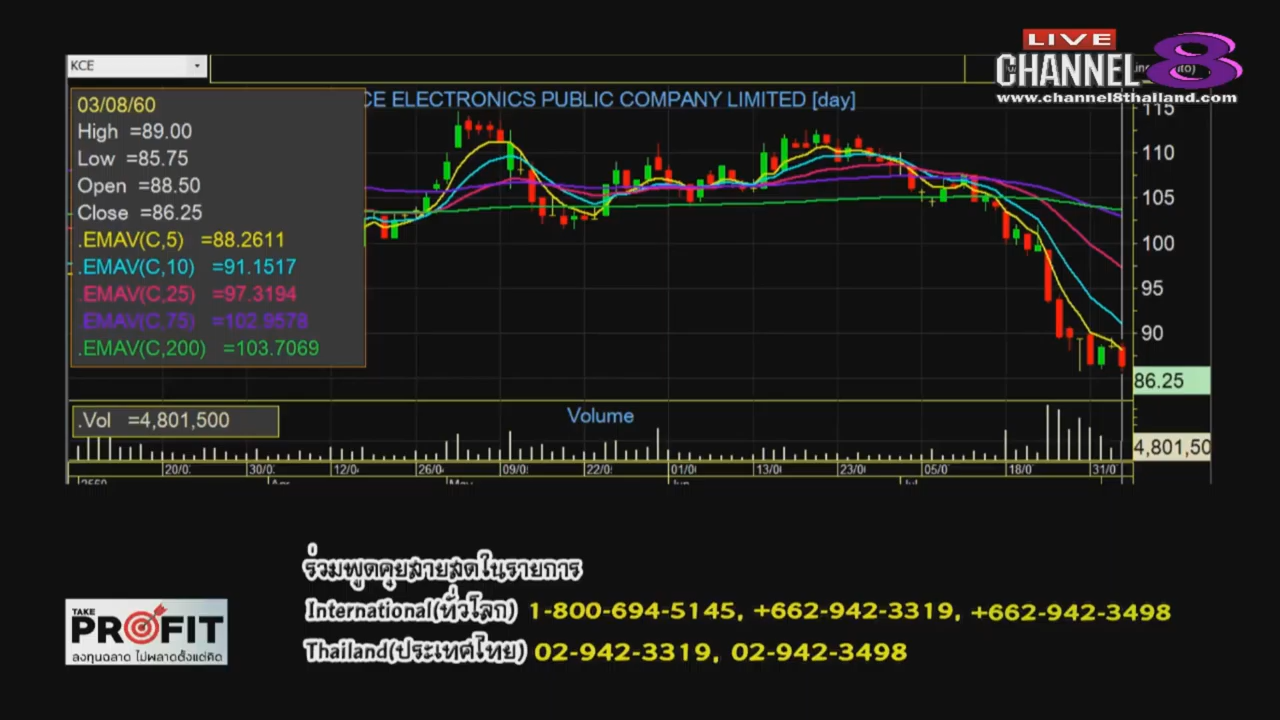 LIVE
CHANNEL 8
www.channel8thailand.com
KCE
CE ELECTRONICS PUBLIC COMPANY LIMITED [day]
03/08/60
High =89.00
Low =85.75
Open =88.50
Close =86.25
.EMAV(C,5) =88.2611
.EMAV(C,10) =91.1517
.EMAV(C,25) =97.3194
.EMAV(C,75) =102.9578
.EMAV(C,200) =103.7069
115
110
105
100
95
90
86.25
.Vol =4,801,500
Volume
4,801,50
20/0 30/0 12/0 26/0 09/0 22/0 01/0 13/0 23/0 05/0 18/0 31/0
2560 Apr May Jun Jul
ร่วมพูดคุยสายสดในรายการ
International(ทั่วโลก) 1-800-694-5145, +662-942-3319, +662-942-3498
Thailand(ประเทศไทย) 02-942-3319, 02-942-3498
TAKE
PROFIT
ลงทุนฉลาด ไม่พลาดตั้งแต่คิด